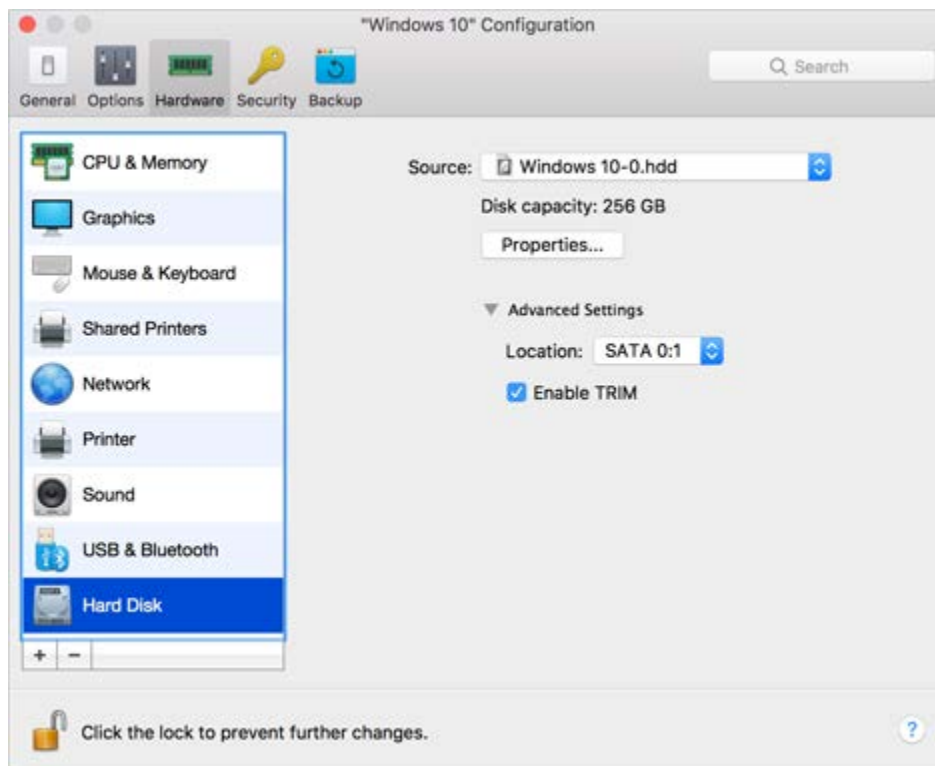 "Windows 10" Configuration
General Options Hardware Security Backup
Search
CPU & Memory
Graphics
Mouse & Keyboard
Shared Printers
Network
Printer
Sound
USB & Bluetooth
Hard Disk
+ -
Source: Windows 10-0.hdd
Disk capacity: 256 GB
Properties...
Advanced Settings
Location: SATA 0:1
Enable TRIM
Click the lock to prevent further changes.
?